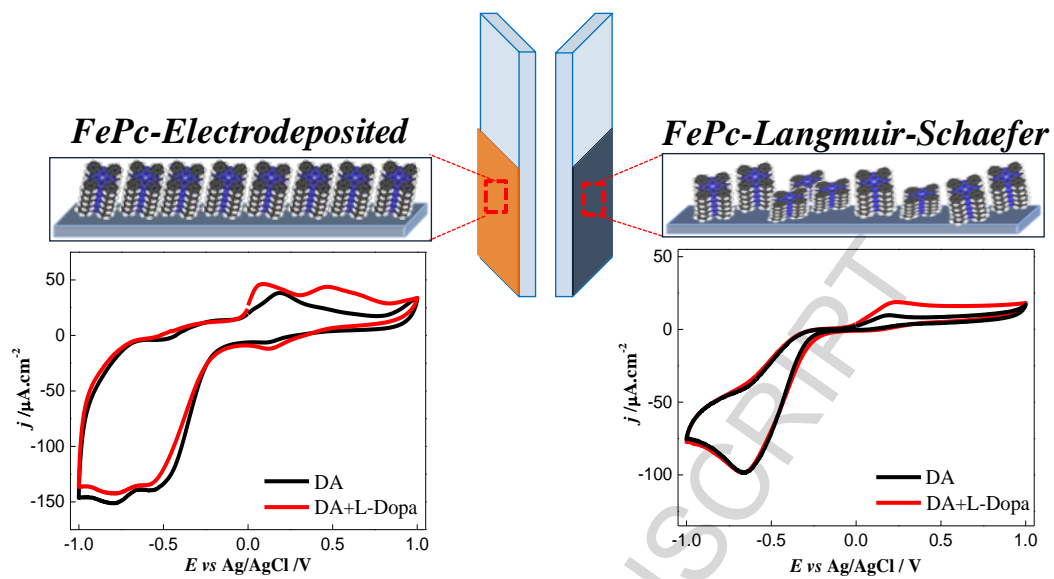 FePc-Electrodeposited
FePc-Langmuir-Schaefer
50
0
-50
-100
-150
j /µA.cm⁻²
DA
DA+L-Dopa
-1.0 -0.5 0.0 0.5 1.0
E vs Ag/AgCl /V
50
0
-50
-100
j /µA.cm⁻²
DA
DA+L-Dopa
-1.0 -0.5 0.0 0.5 1.0
E vs Ag/AgCl /V
USCRIPT